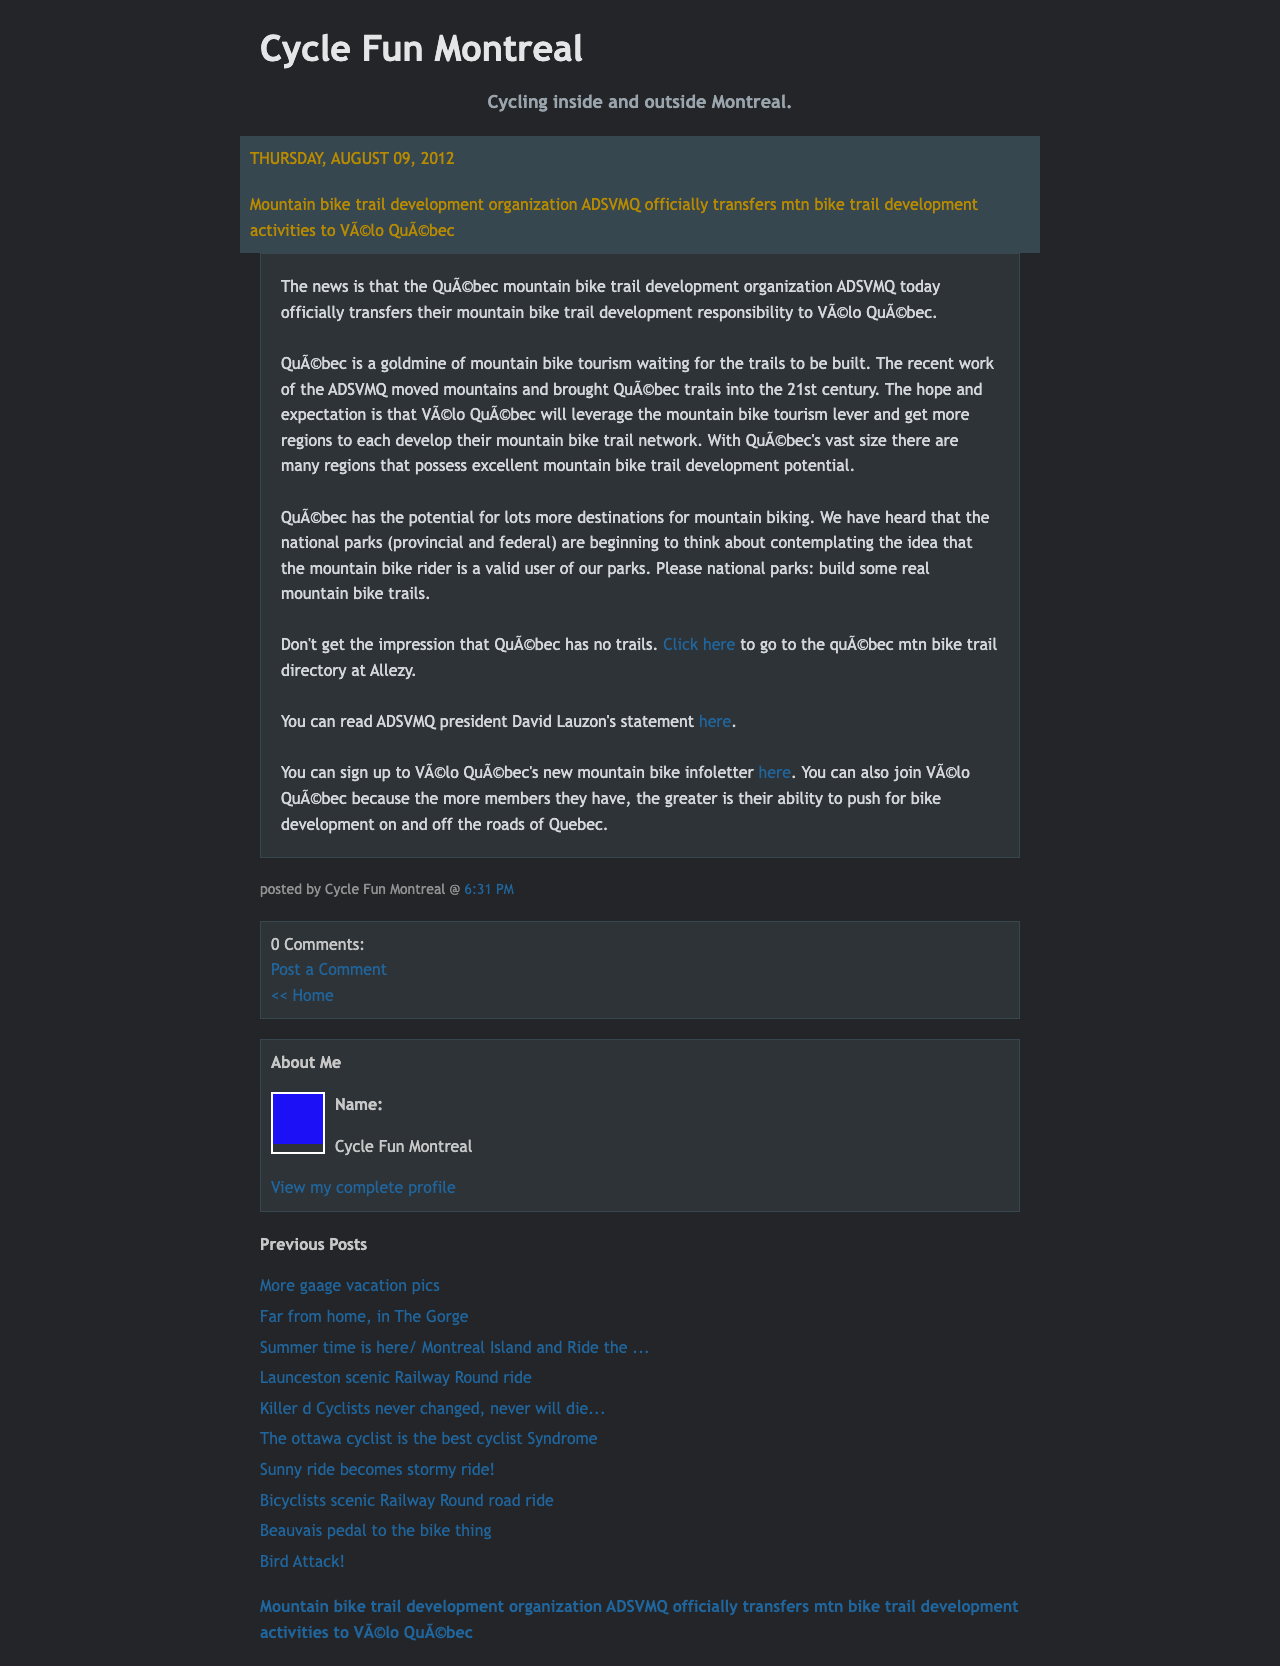 Cycle Fun Montreal
Cycling inside and outside Montreal.
THURSDAY, AUGUST 09, 2012
Mountain bike trail development organization ADSVMQ officially transfers mtn bike trail development
activities to VÃ©lo QuÃ©bec
The news is that the QuÃ©bec mountain bike trail development organization ADSVMQ today
officially transfers their mountain bike trail development responsibility to VÃ©lo QuÃ©bec.
QuÃ©bec is a goldmine of mountain bike tourism waiting for the trails to be built. The recent work
of the ADSVMQ moved mountains and brought QuÃ©bec trails into the 21st century. The hope and
expectation is that VÃ©lo QuÃ©bec will leverage the mountain bike tourism lever and get more
regions to each develop their mountain bike trail network. With QuÃ©bec's vast size there are
many regions that possess excellent mountain bike trail development potential.
QuÃ©bec has the potential for lots more destinations for mountain biking. We have heard that the
national parks (provincial and federal) are beginning to think about contemplating the idea that
the mountain bike rider is a valid user of our parks. Please national parks: build some real
mountain bike trails.
Don't get the impression that QuÃ©bec has no trails. Click here to go to the quÃ©bec mtn bike trail
directory at Allezy.
You can read ADSVMQ president David Lauzon's statement here.
You can sign up to VÃ©lo QuÃ©bec's new mountain bike infoletter here. You can also join VÃ©lo
QuÃ©bec because the more members they have, the greater is their ability to push for bike
development on and off the roads of Quebec.
posted by Cycle Fun Montreal @ 6:31 PM
0 Comments:
Post a Comment
<< Home
About Me
Name:
Cycle Fun Montreal
View my complete profile
Previous Posts
More gaage vacation pics
Far from home, in The Gorge
Summer time is here/ Montreal Island and Ride the ...
Launceston scenic Railway Round ride
Killer d Cyclists never changed, never will die...
The ottawa cyclist is the best cyclist Syndrome
Sunny ride becomes stormy ride!
Bicyclists scenic Railway Round road ride
Beauvais pedal to the bike thing
Bird Attack!
Mountain bike trail development organization ADSVMQ officially transfers mtn bike trail development
activities to VÃ©lo QuÃ©bec